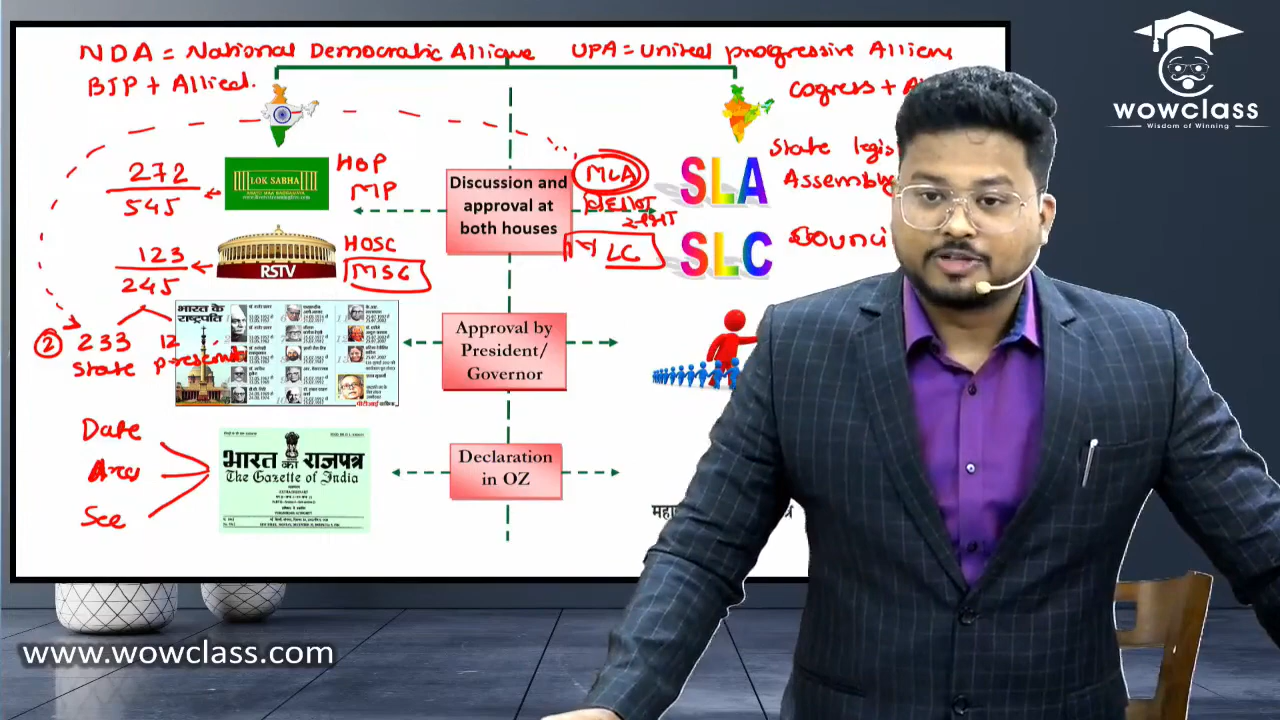 NDA = National Democratic Allique
UPA = United progressive Alliens
BJP + Allied.
cogress + A
wowclass
Wisdom of Winning
272
545
LOK SABHA
HOP
MP
Discussion and
approval at
both houses
MLA
SLA
State legis
Assembly
123
245
RSTV
HOSC
MSC
LC
SLC
Counci
② 233 12
State
भारत के
राष्ट्रपति
Approval by
President/
Governor
Date
Area
See
भारत का राजपत्र
The Gazette of India
Declaration
in OZ
www.wowclass.com